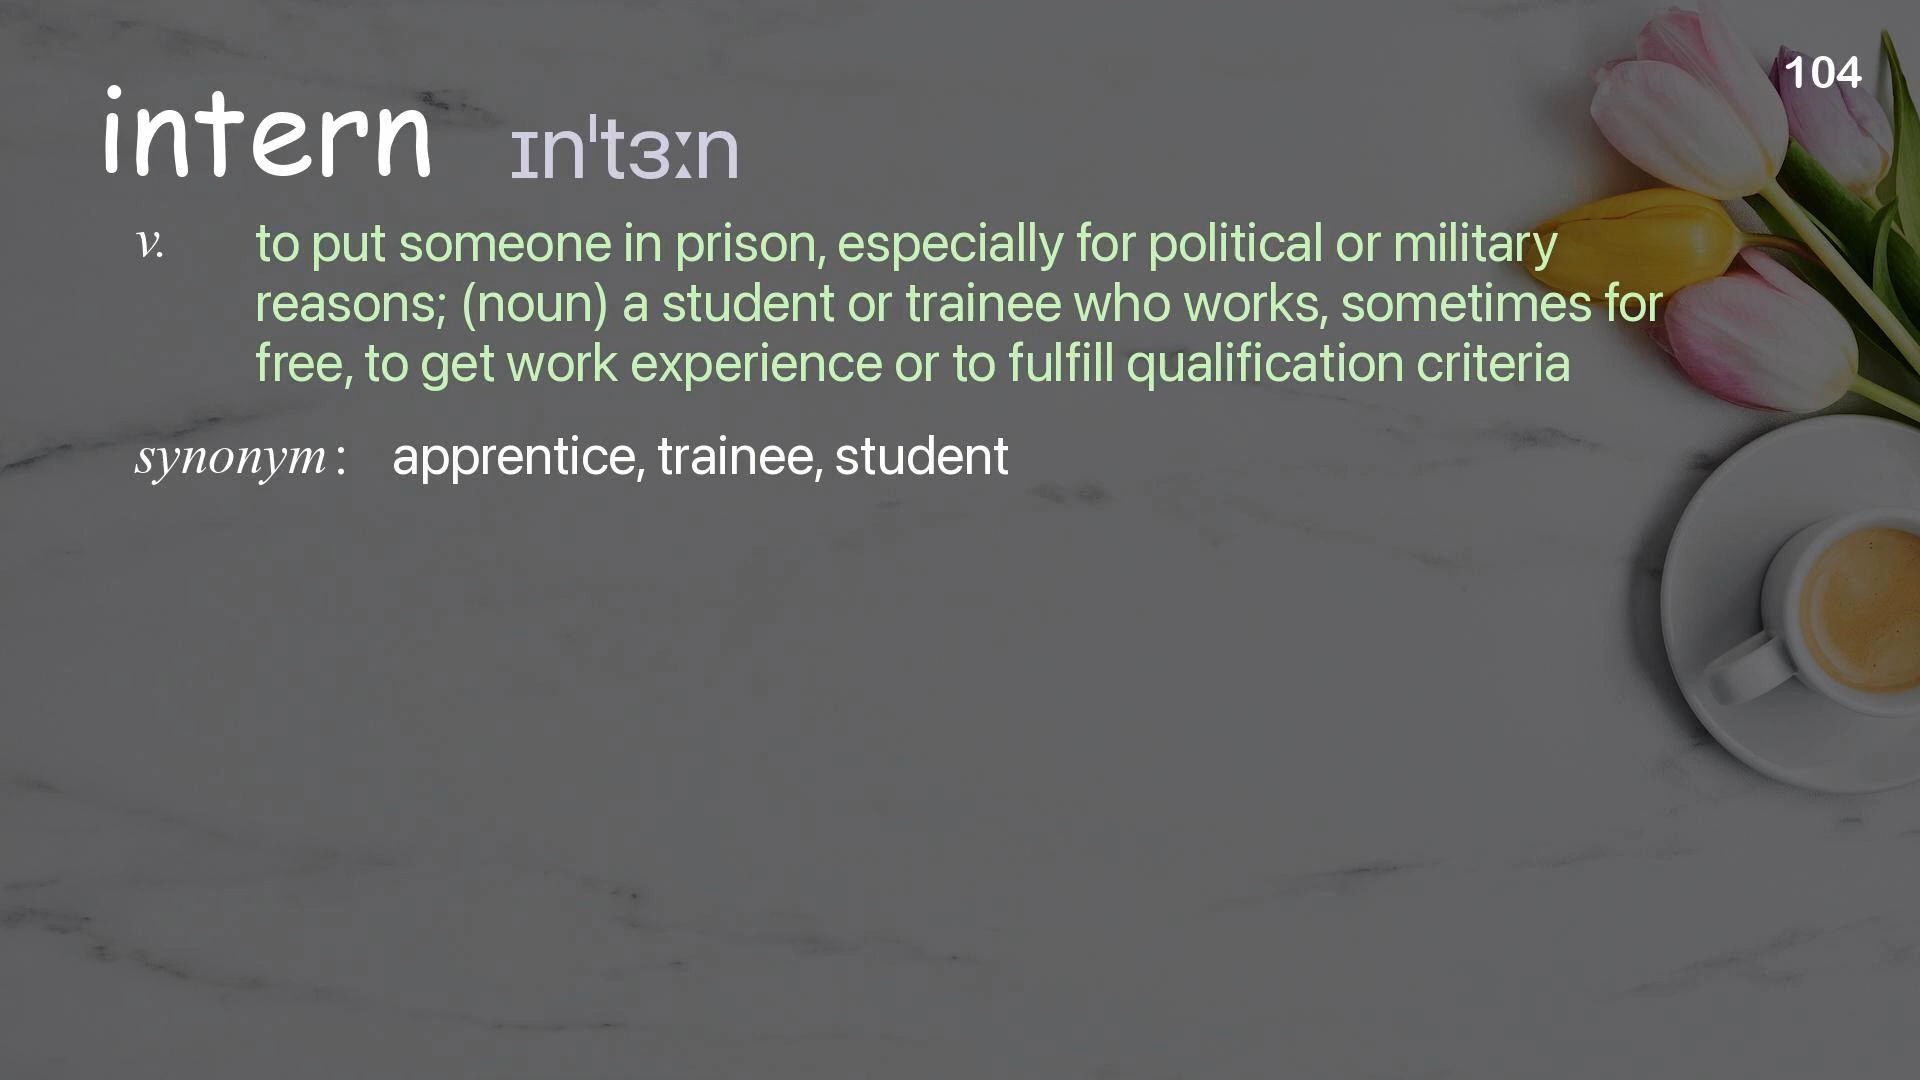 104
intern ɪnˈtɜːn
v. to put someone in prison, especially for political or military
reasons; (noun) a student or trainee who works, sometimes for
free, to get work experience or to fulfill qualification criteria
synonym : apprentice, trainee, student